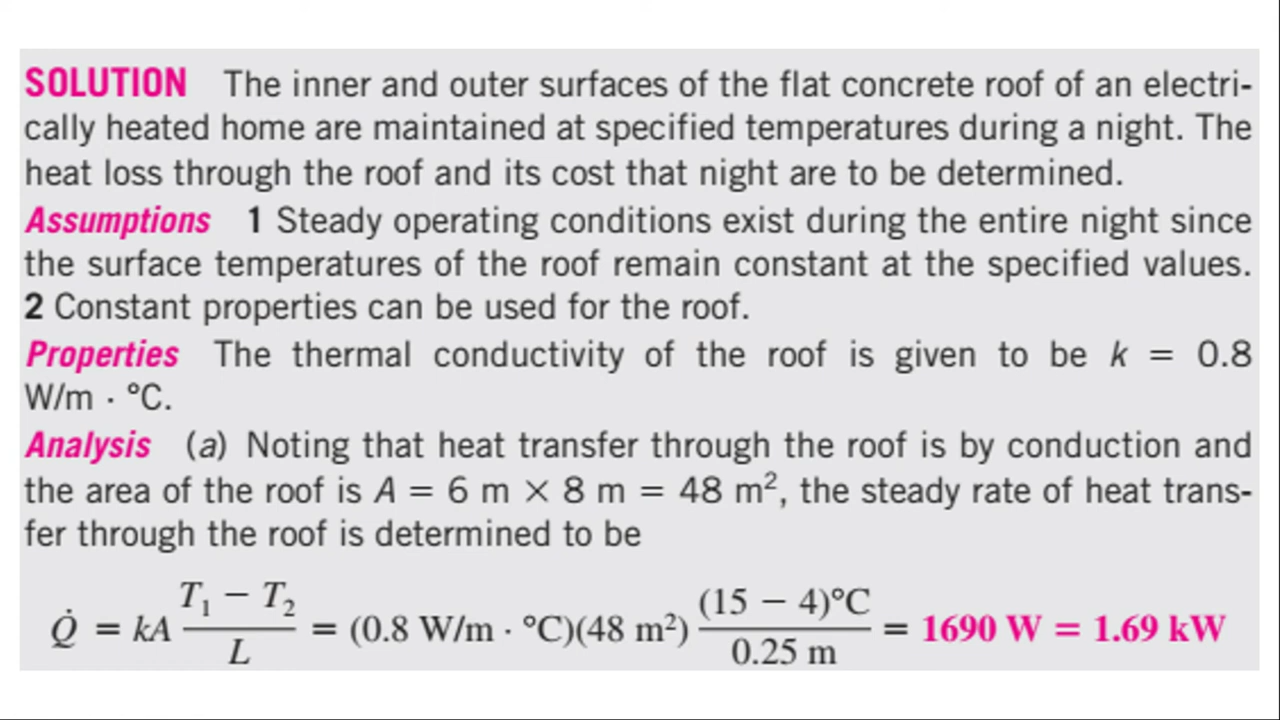 SOLUTION The inner and outer surfaces of the flat concrete roof of an electri-
cally heated home are maintained at specified temperatures during a night. The
heat loss through the roof and its cost that night are to be determined.
Assumptions 1 Steady operating conditions exist during the entire night since
the surface temperatures of the roof remain constant at the specified values.
2 Constant properties can be used for the roof.
Properties The thermal conductivity of the roof is given to be k = 0.8
W/m · °C.
Analysis (a) Noting that heat transfer through the roof is by conduction and
the area of the roof is A = 6 m × 8 m = 48 m², the steady rate of heat trans-
fer through the roof is determined to be
Q̇ = kA (T₁ − T₂)/L = (0.8 W/m · °C)(48 m²) (15 − 4)°C/0.25 m = 1690 W = 1.69 kW